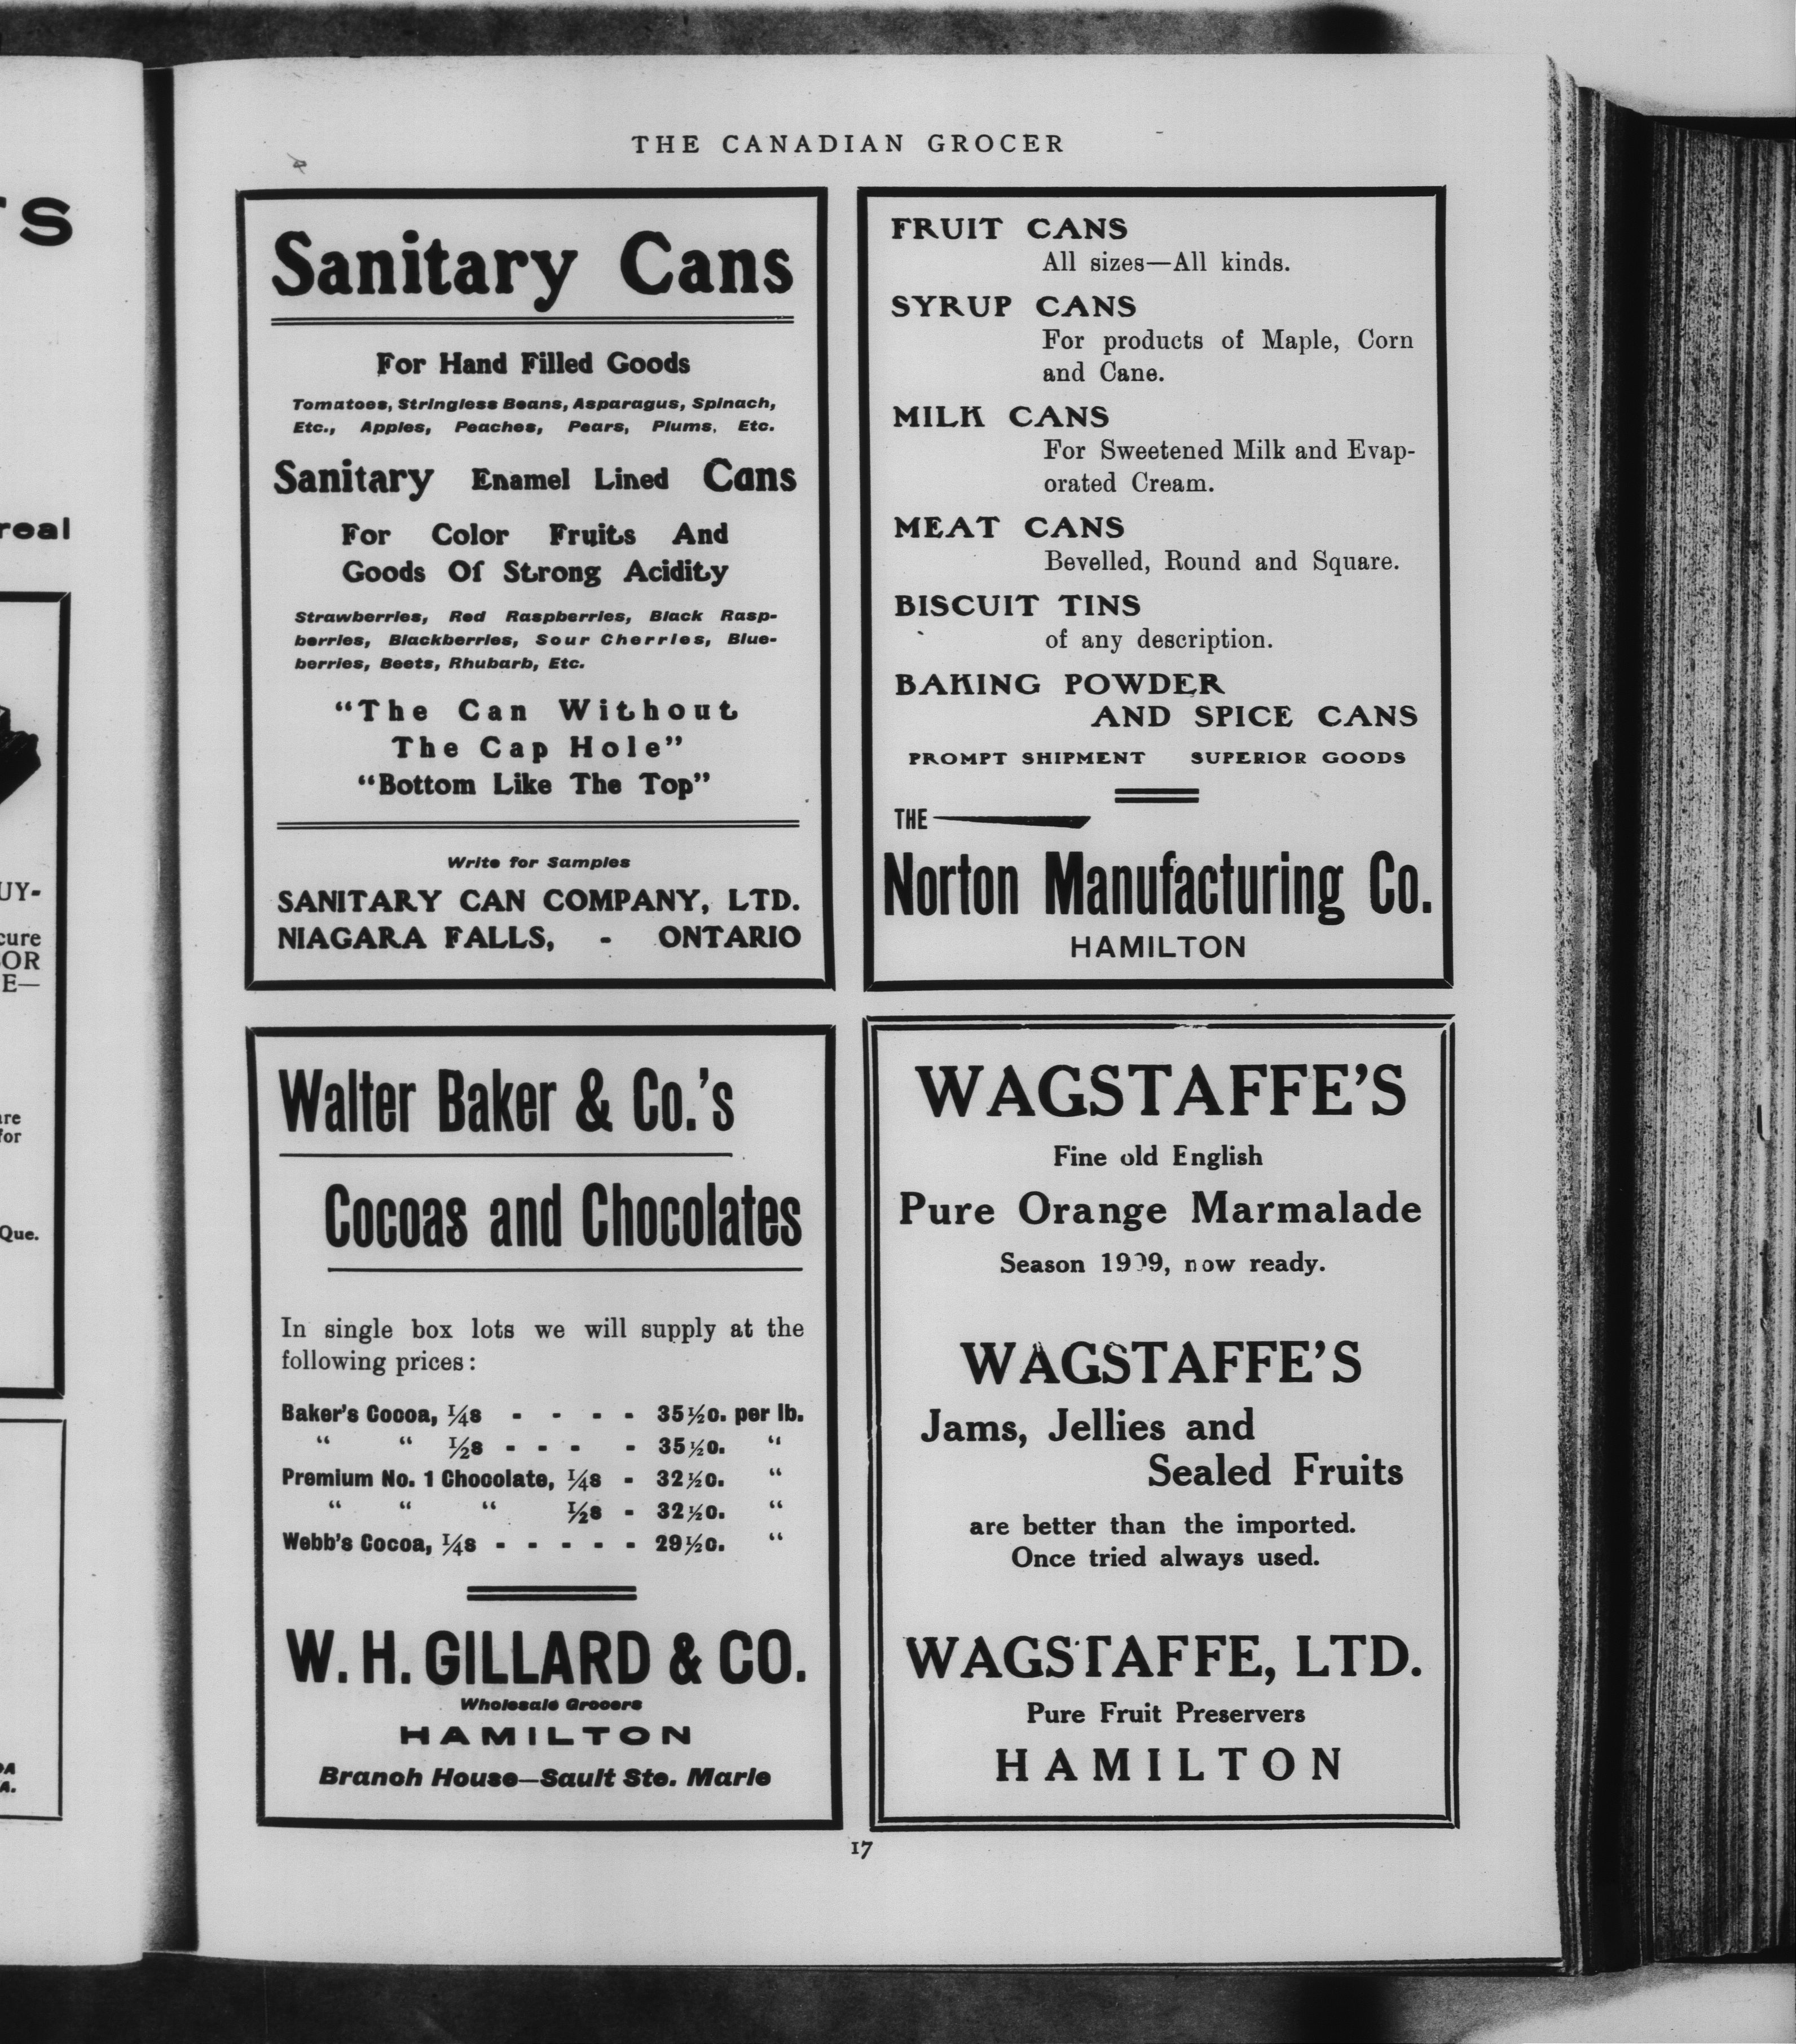 THE CANADIAN GROCER
Sanitary Cans
For Hand Filled Goods
Tomatoes, Stringless Beans, Asparagus, Spinach,
Etc., Apples, Peaches, Pears, Plums, Etc.
Sanitary Enamel Lined Cans
For Color Fruits And
Goods Of Strong Acidity
Strawberries, Red Raspberries, Black Rasp-
berries, Blackberries, Sour Cherries, Blue-
berries, Beets, Rhubarb, Etc.
"The Can Without
The Cap Hole"
"Bottom Like The Top"
Write for Samples
SANITARY CAN COMPANY, LTD.
NIAGARA FALLS, - ONTARIO
FRUIT CANS
All sizes—All kinds.
SYRUP CANS
For products of Maple, Corn
and Cane.
MILK CANS
For Sweetened Milk and Evap-
orated Cream.
MEAT CANS
Bevelled, Round and Square.
BISCUIT TINS
of any description.
BAKING POWDER
AND SPICE CANS
PROMPT SHIPMENT SUPERIOR GOODS
THE
Norton Manufacturing Co.
HAMILTON
Walter Baker & Co.'s
Cocoas and Chocolates
In single box lots we will supply at the
following prices:
Baker's Cocoa, ¼s - - - - 35½c. per lb.
" " ½s - - - - 35½c. "
Premium No. 1 Chocolate, ¼s - 32½c. "
" " " ½s - 32½c. "
Webb's Cocoa, ¼s - - - - - 29½c. "
W. H. GILLARD & CO.
Wholesale Grocers
HAMILTON
Branch House—Sault Ste. Marie
WAGSTAFFE'S
Fine old English
Pure Orange Marmalade
Season 1909, now ready.
WAGSTAFFE'S
Jams, Jellies and
Sealed Fruits
are better than the imported.
Once tried always used.
WAGSTAFFE, LTD.
Pure Fruit Preservers
HAMILTON
17